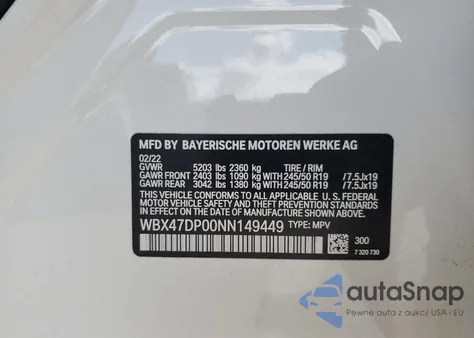 MFD BY BAYERISCHE MOTOREN WERKE AG
02/22
GVWR 5203 lbs 2360 kg TIRE / RIM
GAWR FRONT 2403 lbs 1090 kg WITH 245/50 R19 /7.5Jx19
GAWR REAR 3042 lbs 1380 kg WITH 245/50 R19 /7.5Jx19
THIS VEHICLE CONFORMS TO ALL APPLICABLE U.S. FEDERAL
MOTOR VEHICLE SAFETY AND THEFT PREVENTION STANDARDS
IN EFFECT ON THE DATE OF MANUFACTURE SHOWN ABOVE.
WBX47DP00NN149449 TYPE: MPV
300
7 320 730
autoSnap
Pewne auto z aukcji USA · EU